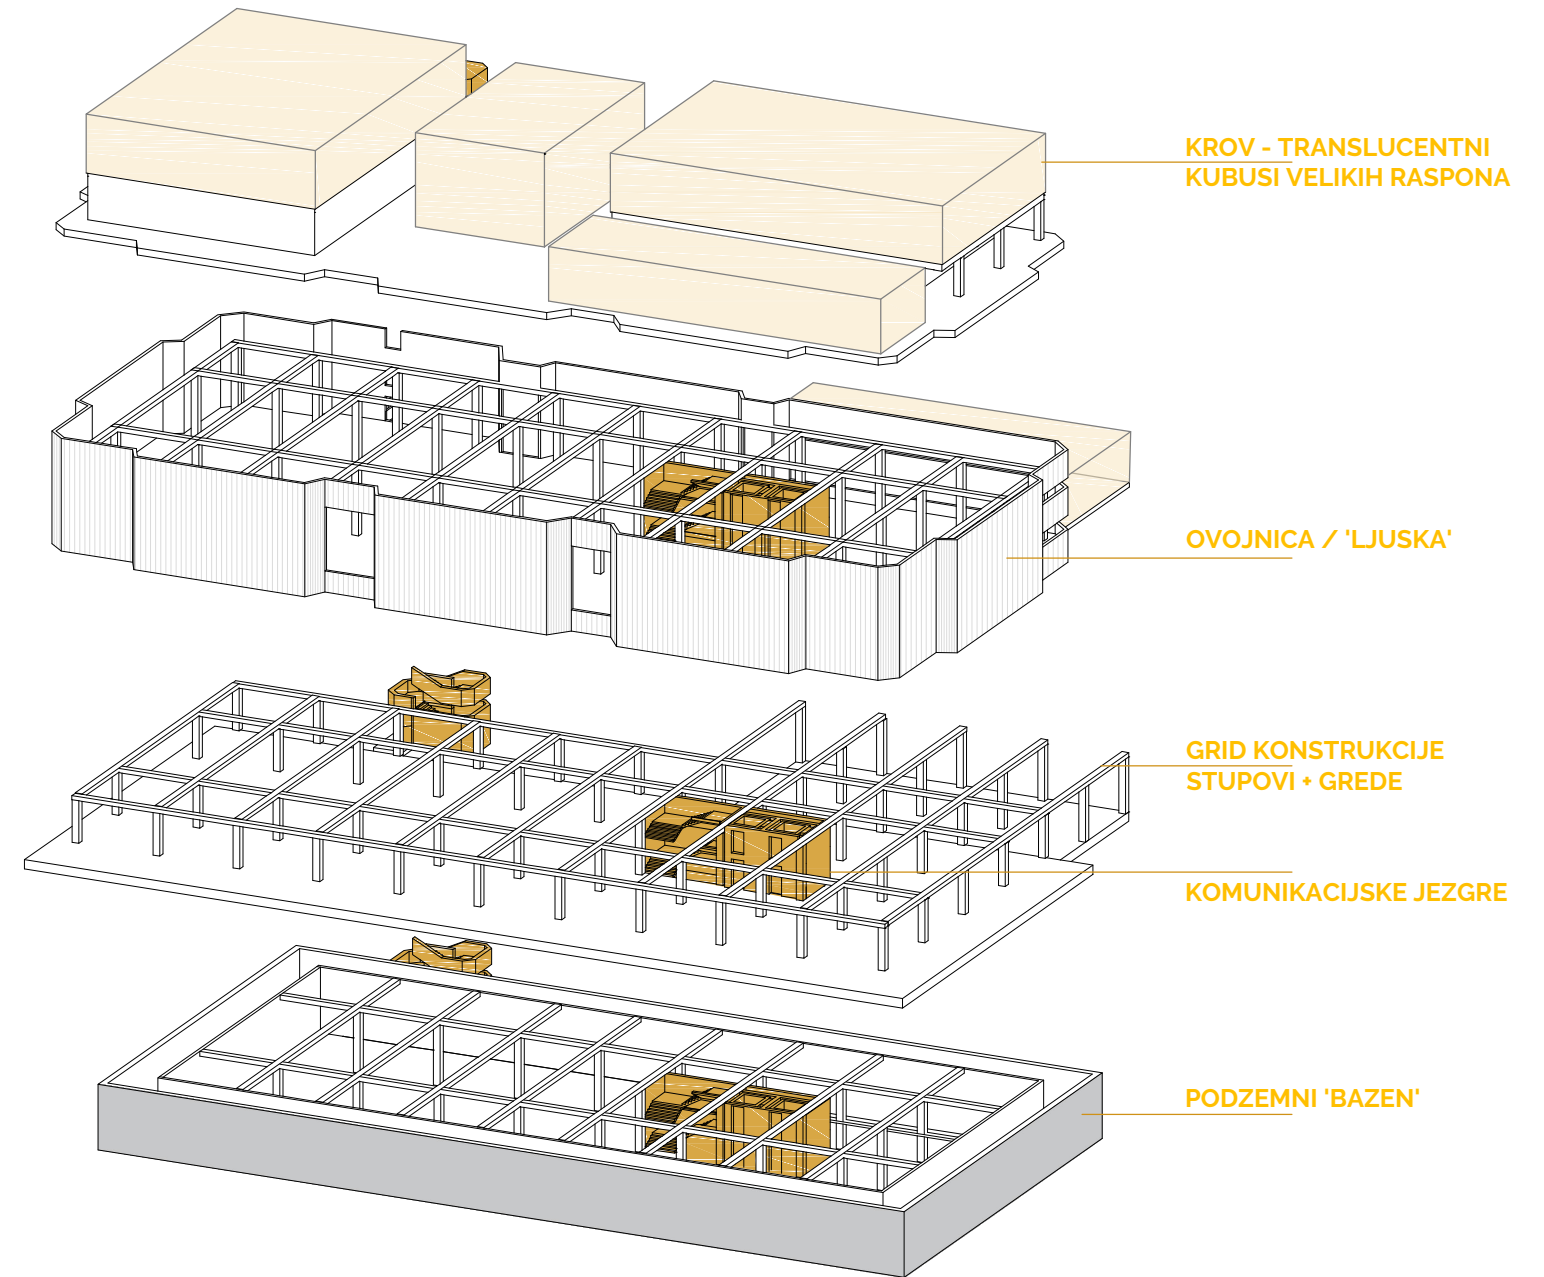 KROV - TRANSLUCENTNI
KUBUSI VELIKIH RASPONA
OVOJNICA / 'LJUSKA'
GRID KONSTRUKCIJE
STUPOVI + GREDE
KOMUNIKACIJSKE JEZGRE
PODZEMNI 'BAZEN'